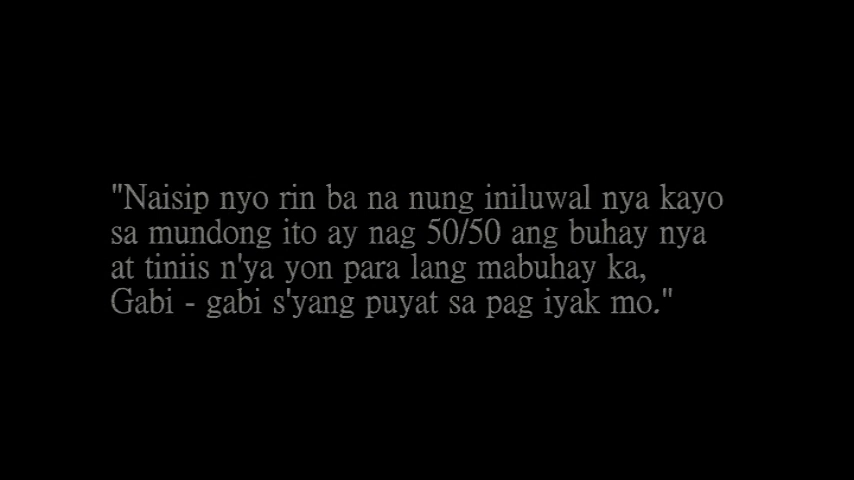 "Naisip nyo rin ba na nung iniluwal nya kayo
sa mundong ito ay nag 50/50 ang buhay nya
at tiniis n'ya yon para lang mabuhay ka,
Gabi - gabi s'yang puyat sa pag iyak mo."